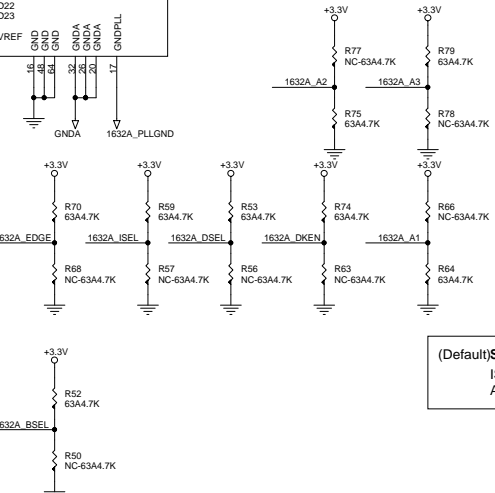 D22
D23
VREF
GND
GND
GND
GNDA
GNDA
GNDA
GNDPLL
16
48
64
32
26
20
17
GNDA
1632A_PLLGND
+3.3V
R77
NC-63A4.7K
1632A_A2
R75
63A4.7K
+3.3V
R79
63A4.7K
1632A_A3
R78
NC-63A4.7K
+3.3V
R70
63A4.7K
632A_EDGE
R68
NC-63A4.7K
+3.3V
R59
63A4.7K
1632A_ISEL
R57
NC-63A4.7K
+3.3V
R53
63A4.7K
1632A_DSEL
R56
NC-63A4.7K
+3.3V
R74
63A4.7K
1632A_DKEN
R63
NC-63A4.7K
+3.3V
R66
NC-63A4.7K
1632A_A1
R64
63A4.7K
+3.3V
R52
63A4.7K
632A_BSEL
R50
NC-63A4.7K
(Default)S
A